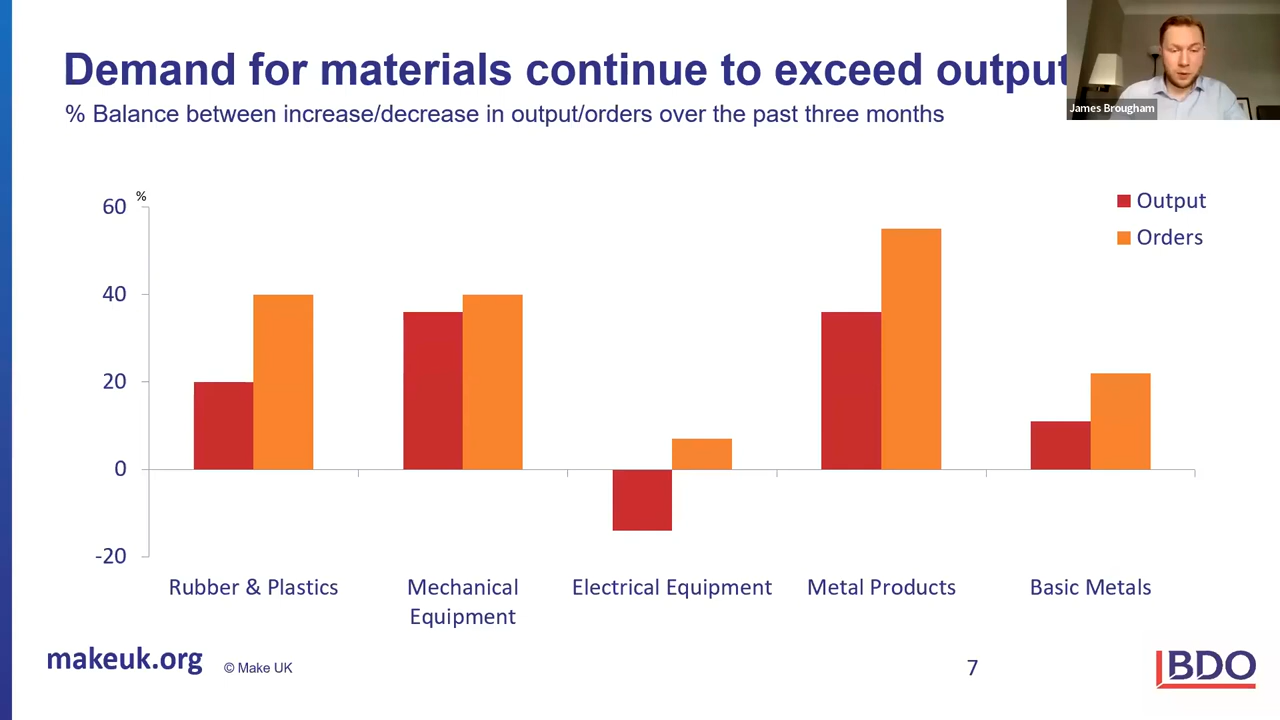 Demand for materials continue to exceed output
James Brougham
% Balance between increase/decrease in output/orders over the past three months
%
60
40
20
0
-20
Output
Orders
Rubber & Plastics
Mechanical
Equipment
Electrical Equipment
Metal Products
Basic Metals
makeuk.org
© Make UK
7
BDO